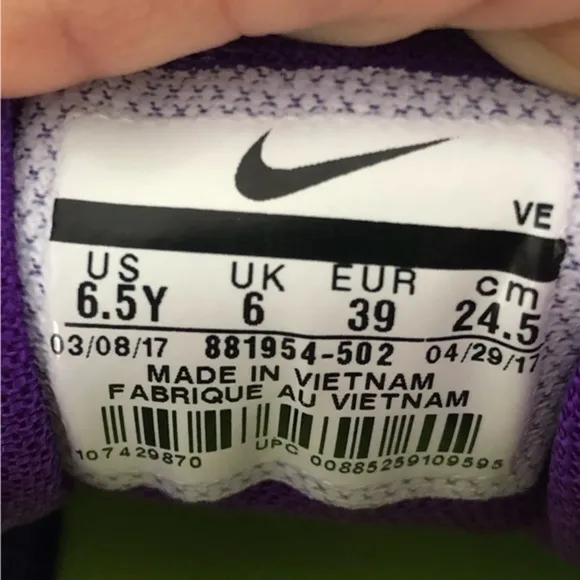 VE
US UK EUR cm
6.5Y 6 39 24.5
03/08/17 881954-502 04/29/17
MADE IN VIETNAM
FABRIQUE AU VIETNAM
107429870 UPC 00885259109595